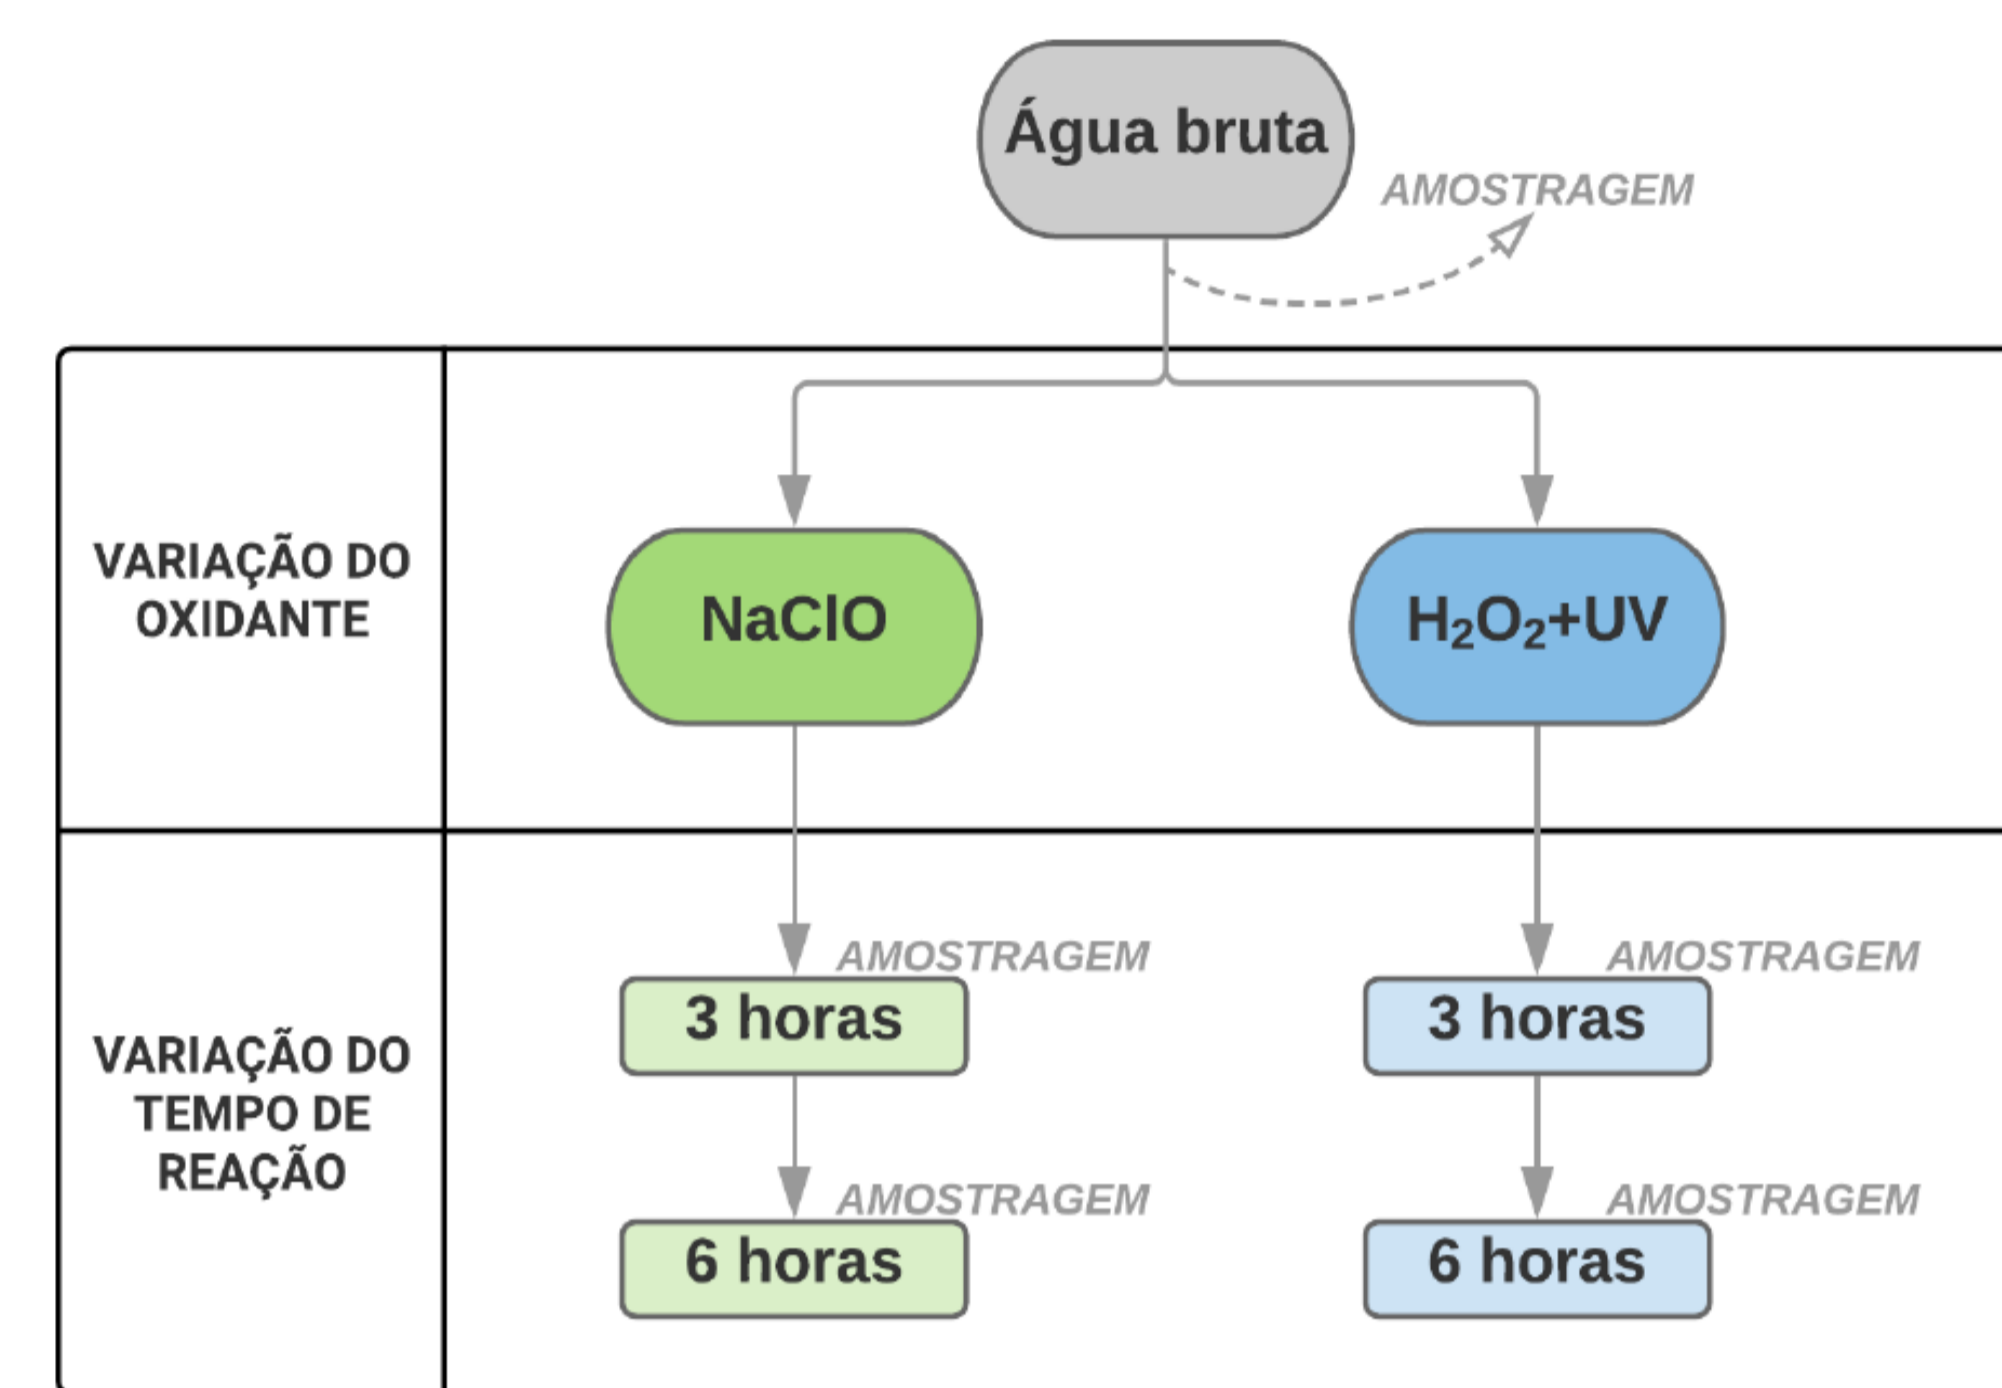 Água bruta
AMOSTRAGEM
VARIAÇÃO DO
OXIDANTE
NaClO
H₂O₂+UV
VARIAÇÃO DO
TEMPO DE
REAÇÃO
AMOSTRAGEM
3 horas
AMOSTRAGEM
6 horas
AMOSTRAGEM
3 horas
AMOSTRAGEM
6 horas